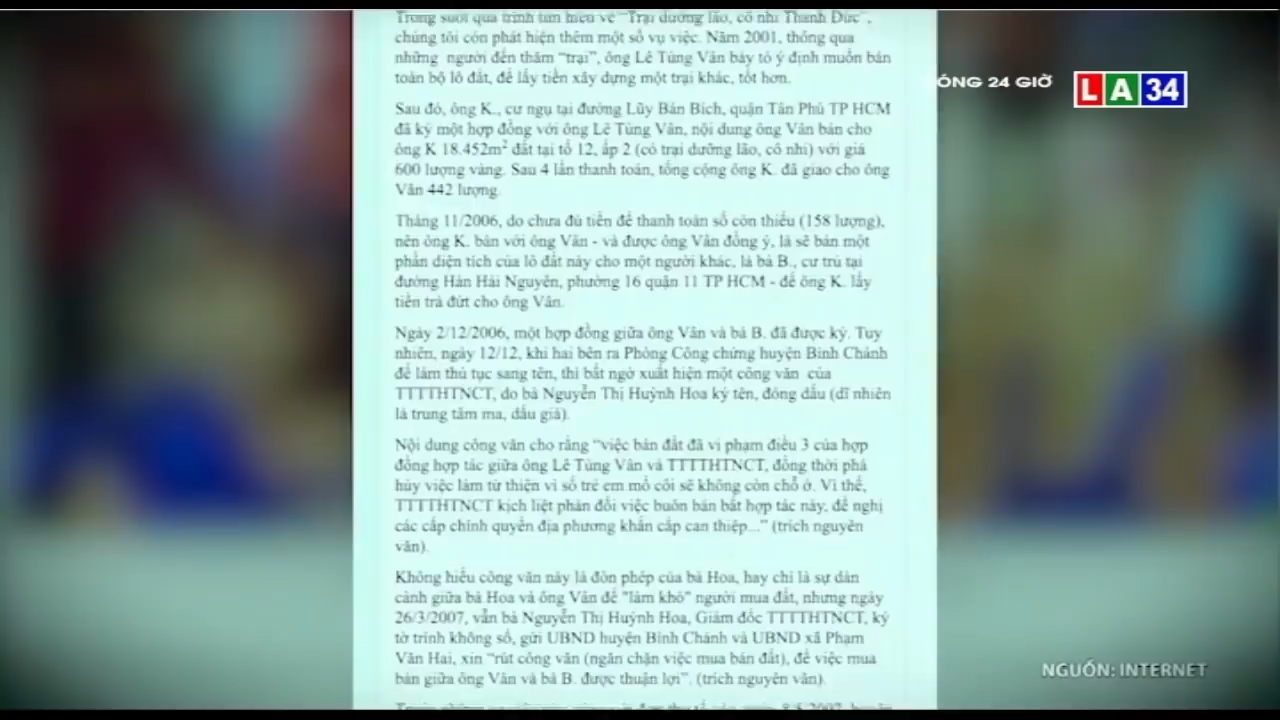 Trong suốt quá trình tìm hiểu về "Trại dưỡng lão, cô nhi Thánh Đức",
chúng tôi còn phát hiện thêm một số vụ việc. Năm 2001, thông qua
những người đến thăm "trại", ông Lê Tùng Vân bày tỏ ý định muốn bán
toàn bộ lô đất, để lấy tiền xây dựng một trại khác, tốt hơn.
Sau đó, ông K., cư ngụ tại đường Lũy Bán Bích, quận Tân Phú TP HCM
đã ký một hợp đồng với ông Lê Tùng Vân, nội dung ông Vân bán cho
ông K 18.452m² đất tại tổ 12, ấp 2 (có trại dưỡng lão, cô nhi) với giá
600 lượng vàng. Sau 4 lần thanh toán, tổng cộng ông K. đã giao cho ông
Vân 442 lượng.
Tháng 11/2006, do chưa đủ tiền để thanh toán số còn thiếu (158 lượng),
nên ông K. bàn với ông Vân - và được ông Vân đồng ý, là sẽ bán một
phần diện tích của lô đất này cho một người khác, là bà B., cư trú tại
đường Hàn Hải Nguyên, phường 16 quận 11 TP HCM - để ông K. lấy
tiền trả dứt cho ông Vân.
Ngày 2/12/2006, một hợp đồng giữa ông Vân và bà B. đã được ký. Tuy
nhiên, ngày 12/12, khi hai bên ra Phòng Công chứng huyện Bình Chánh
để làm thủ tục sang tên, thì bất ngờ xuất hiện một công văn của
TTTTHTNCT, do bà Nguyễn Thị Huỳnh Hoa ký tên, đóng dấu (dĩ nhiên
là trung tâm ma, dấu giả).
Nội dung công văn cho rằng "việc bán đất đã vi phạm điều 3 của hợp
đồng hợp tác giữa ông Lê Tùng Vân và TTTTHTNCT, đồng thời phá
hủy việc làm từ thiện vì số trẻ em mồ côi sẽ không còn chỗ ở. Vì thế,
TTTTHTNCT kịch liệt phản đối việc buôn bán bất hợp tác này, đề nghị
các cấp chính quyền địa phương khẩn cấp can thiệp..." (trích nguyên
văn).
Không hiểu công văn này là đòn phép của bà Hoa, hay chỉ là sự dàn
cảnh giữa bà Hoa và ông Vân để "làm khó" người mua đất, nhưng ngày
26/3/2007, vẫn bà Nguyễn Thị Huỳnh Hoa, Giám đốc TTTTHTNCT, ký
tờ trình không số, gửi UBND huyện Bình Chánh và UBND xã Phạm
Văn Hai, xin "rút công văn (ngăn chặn việc mua bán đất), để việc mua
bán giữa ông Vân và bà B. được thuận lợi". (trích nguyên văn).
ÓNG 24 GIỜ
LA34
NGUỒN: INTERNET